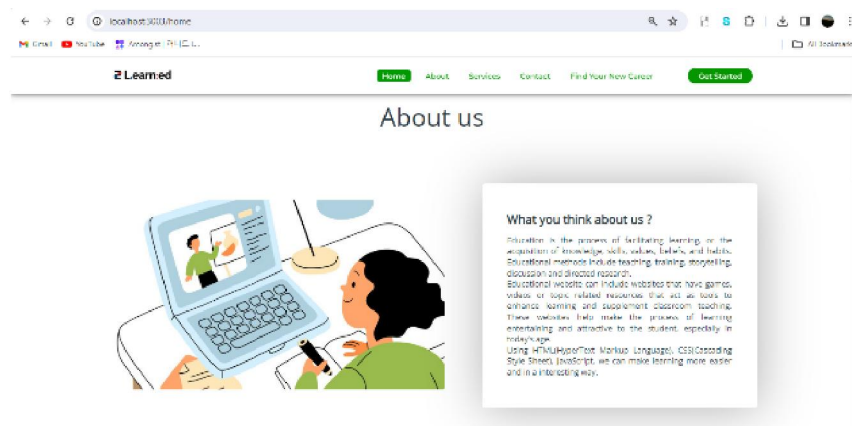 localhost:3003/home
Gmail YouTube Among st All Bookmarks
Learn:ed Home About Services Contact Find Your New Career Get Started
About us
What you think about us ?
Education is the process of facilitating learning, or the
acquisition of knowledge, skills, values, beliefs, and habits.
Educational methods include teaching, training, storytelling,
discussion and directed research.
Educational website can include websites that have games,
videos or topic related resources that act as tools to
enhance learning and supplement classroom teaching.
These websites help make the process of learning
entertaining and attractive to the student, especially in
today's age.
Using HTML(HyperText Markup Language), CSS(Cascading
Style Sheet), JavaScript, we can make learning more easier
and in a interesting way.